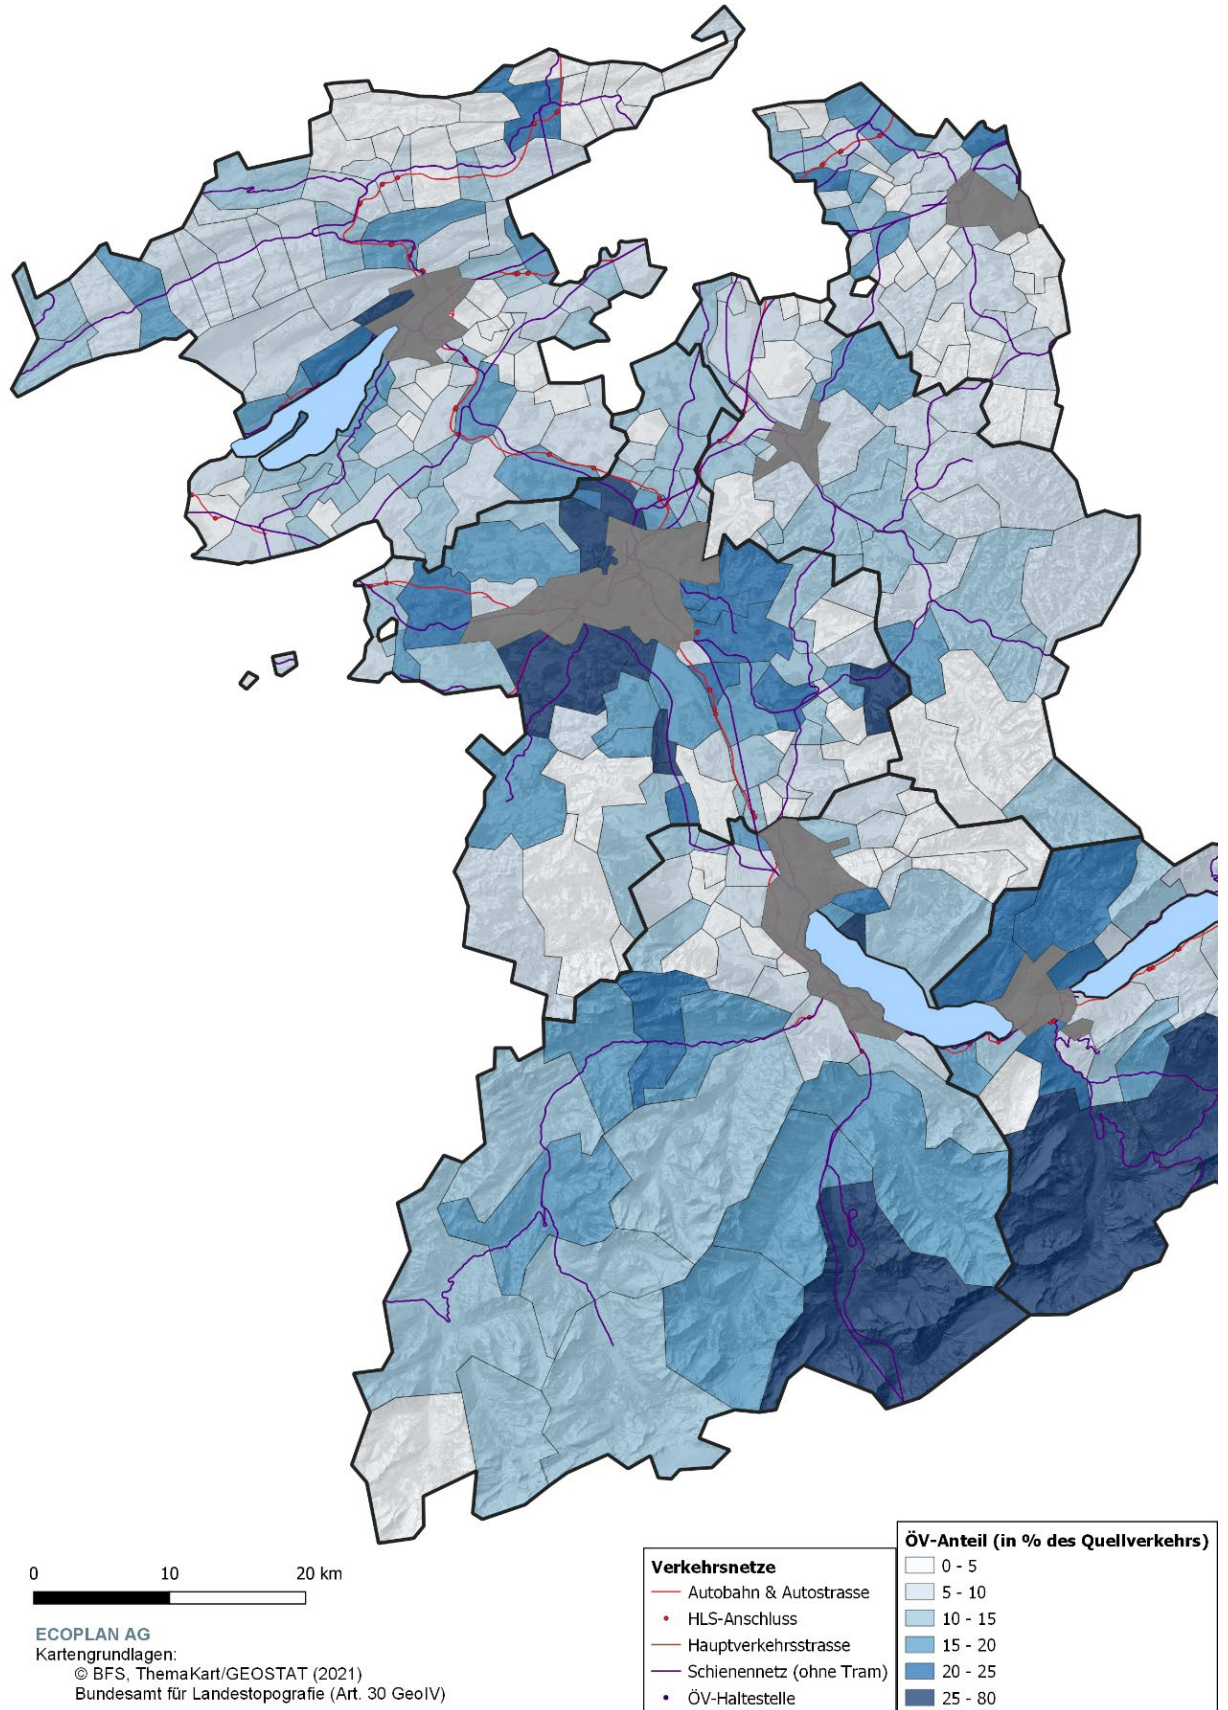 0 10 20 km
ECOPLAN AG
Kartengrundlagen:
© BFS, ThemaKart/GEOSTAT (2021)
Bundesamt für Landestopografie (Art. 30 GeoIV)
Verkehrsnetze
Autobahn & Autostrasse
HLS-Anschluss
Hauptverkehrsstrasse
Schienennetz (ohne Tram)
ÖV-Haltestelle
ÖV-Anteil (in % des Quellverkehrs)
0 - 5
5 - 10
10 - 15
15 - 20
20 - 25
25 - 80